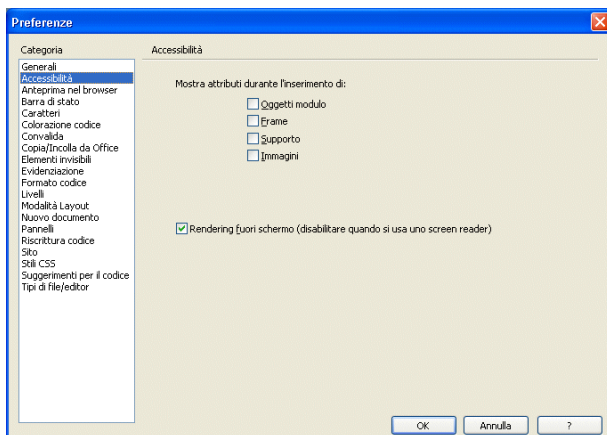 Preferenze
Categoria
Accessibilità
Generali
Accessibilità
Anteprima nel browser
Barra di stato
Caratteri
Colorazione codice
Convalida
Copia/Incolla da Office
Elementi invisibili
Evidenziazione
Formato codice
Livelli
Modalità Layout
Nuovo documento
Pannelli
Riscrittura codice
Sito
Stili CSS
Suggerimenti per il codice
Tipi di file/editor
Mostra attributi durante l'inserimento di:
Oggetti modulo
Frame
Supporto
Immagini
Rendering fuori schermo (disabilitare quando si usa uno screen reader)
OK
Annulla
?